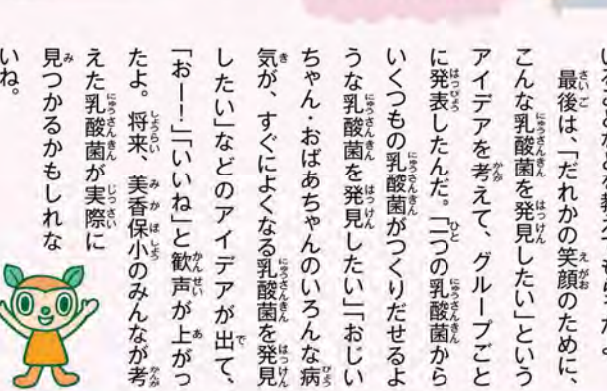 最後は、「だれかの笑顔のために、
こんな乳酸菌を発見したい」という
アイデアを考えて、グループごと
に発表したんだ。「一つの乳酸菌から
いくつもの乳酸菌がつくりだせるよ
うな乳酸菌を発見したい」「おじい
ちゃん・おばあちゃんのいろんな病
気が、すぐによくなる乳酸菌を発見
したい」などのアイデアが出て、
「おーー！」「いいね」と歓声が上がっ
たよ。将来、美香保小のみんなが考
えた乳酸菌が実際に
見つかるかもしれな
いね。